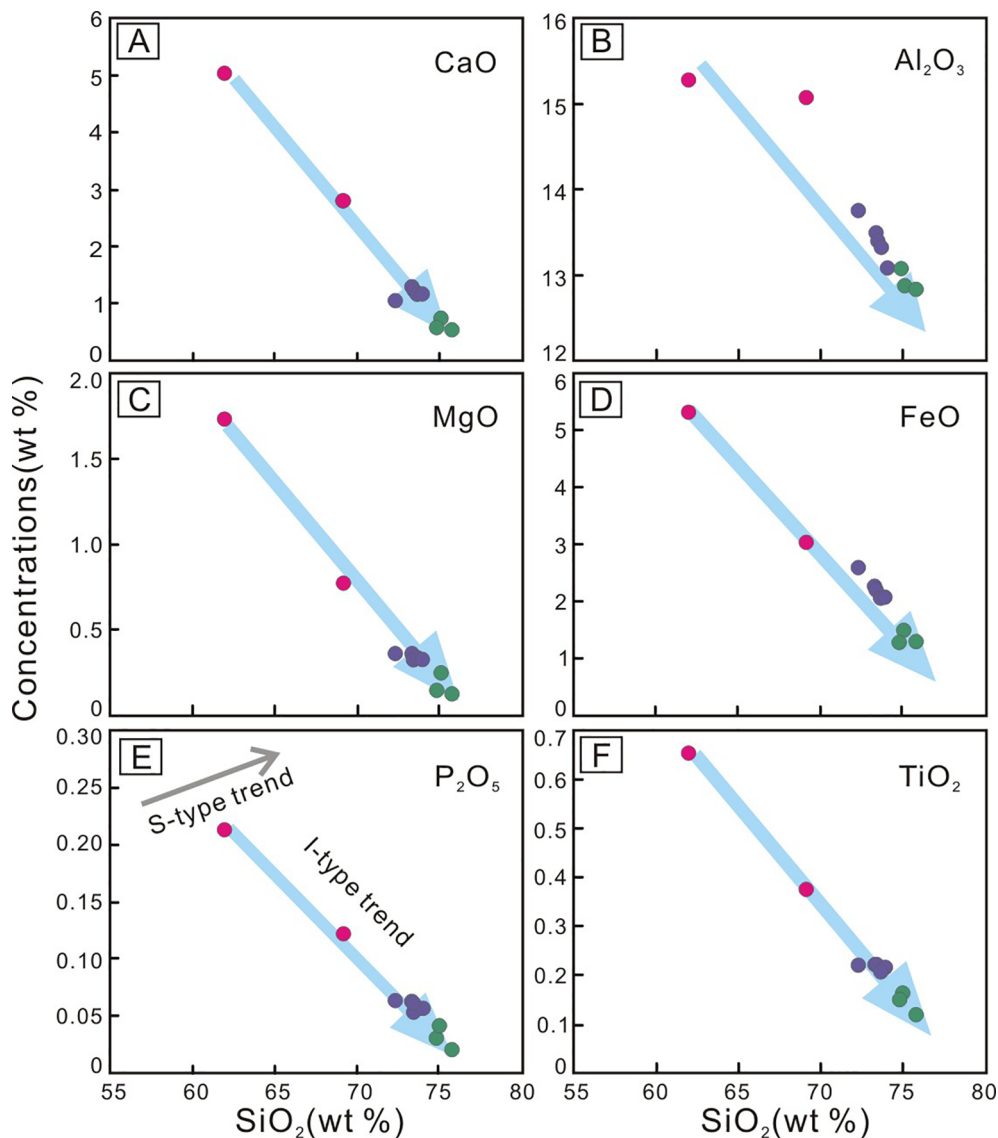 Concentrations(wt %)
A
CaO
6
5
4
3
2
1
0
B
Al₂O₃
16
15
14
13
12
C
MgO
2.0
1.5
1.0
0.5
0
D
FeO
6
5
4
3
2
1
0
E
P₂O₅
S-type trend
I-type trend
0.30
0.25
0.20
0.15
0.10
0.05
0
55 60 65 70 75 80
SiO₂(wt %)
F
TiO₂
0.7
0.6
0.5
0.4
0.3
0.2
0.1
0
55 60 65 70 75 80
SiO₂(wt %)